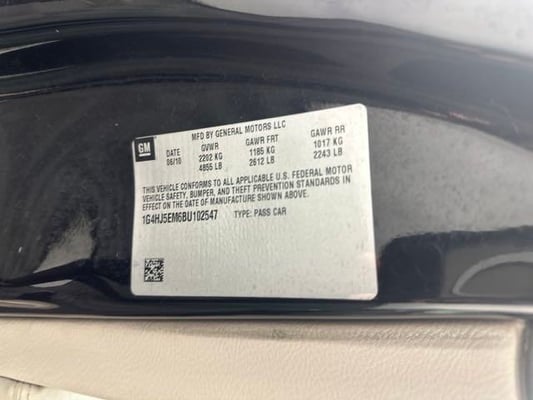 MFD BY GENERAL MOTORS LLC
GM DATE GVWR GAWR FRT GAWR RR
06/10 2202 KG 1185 KG 1017 KG
4855 LB 2612 LB 2243 LB
THIS VEHICLE CONFORMS TO ALL APPLICABLE U.S. FEDERAL MOTOR
VEHICLE SAFETY, BUMPER, AND THEFT PREVENTION STANDARDS IN
EFFECT ON THE DATE OF MANUFACTURE SHOWN ABOVE.
1G4HJ5EM6BU102547 TYPE: PASS CAR